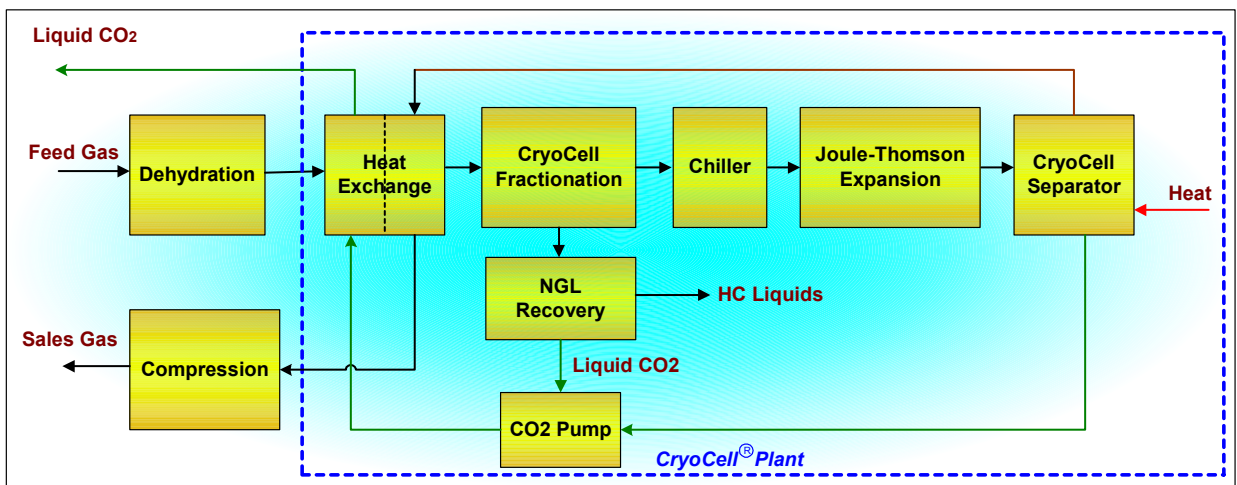 Liquid CO2
Feed Gas
Dehydration
Heat
Exchange
CryoCell
Fractionation
Chiller
Joule-Thomson
Expansion
CryoCell
Separator
Heat
NGL
Recovery
HC Liquids
Sales Gas
Compression
Liquid CO2
CO2 Pump
CryoCell®Plant